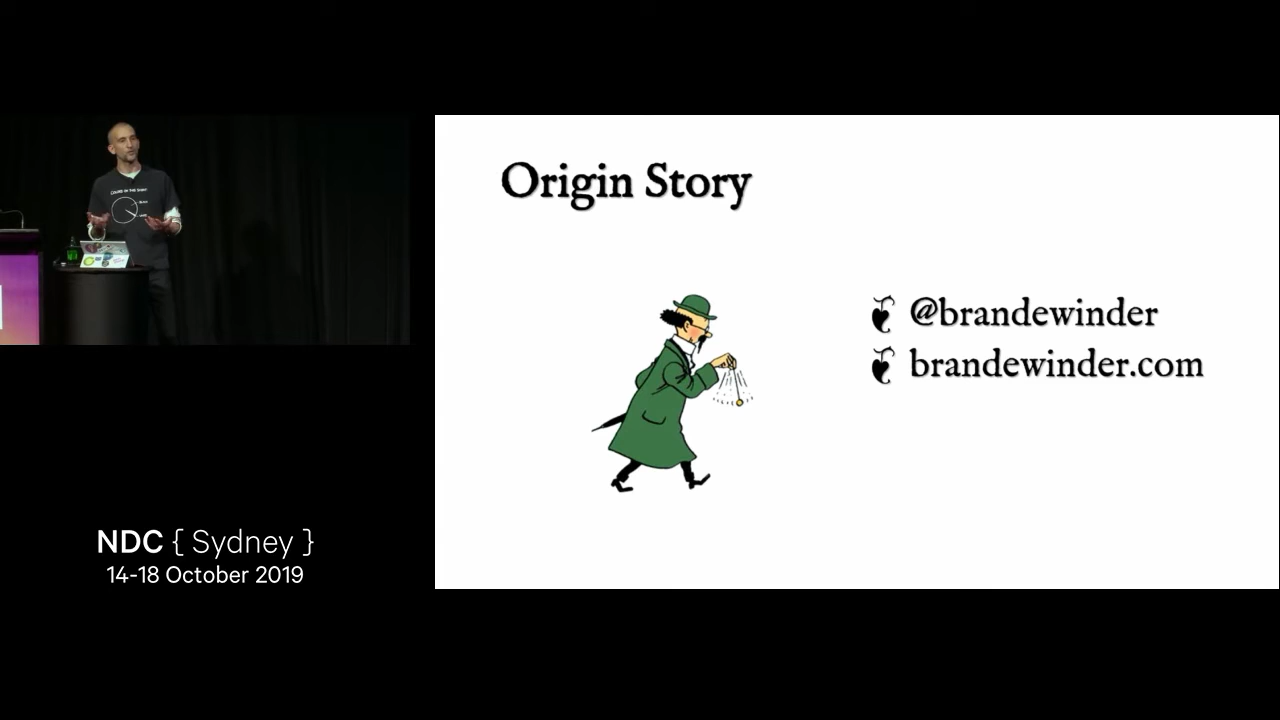 Origin Story
@brandewinder
brandewinder.com
NDC { Sydney }
14-18 October 2019